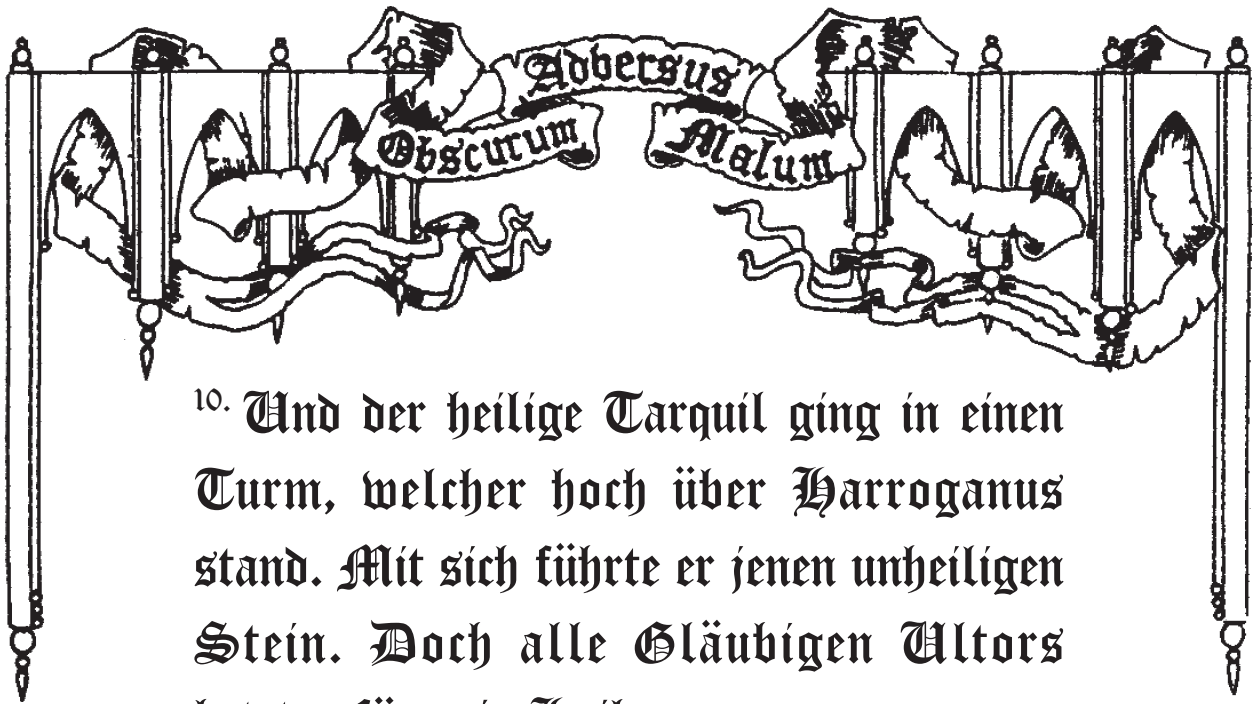 Adversus
Obscurum Malum
10. Und der heilige Tarquil ging in einen
Turm, welcher hoch über Harroganus
stand. Mit sich führte er jenen unheiligen
Stein. Doch alle Gläubigen Ultors